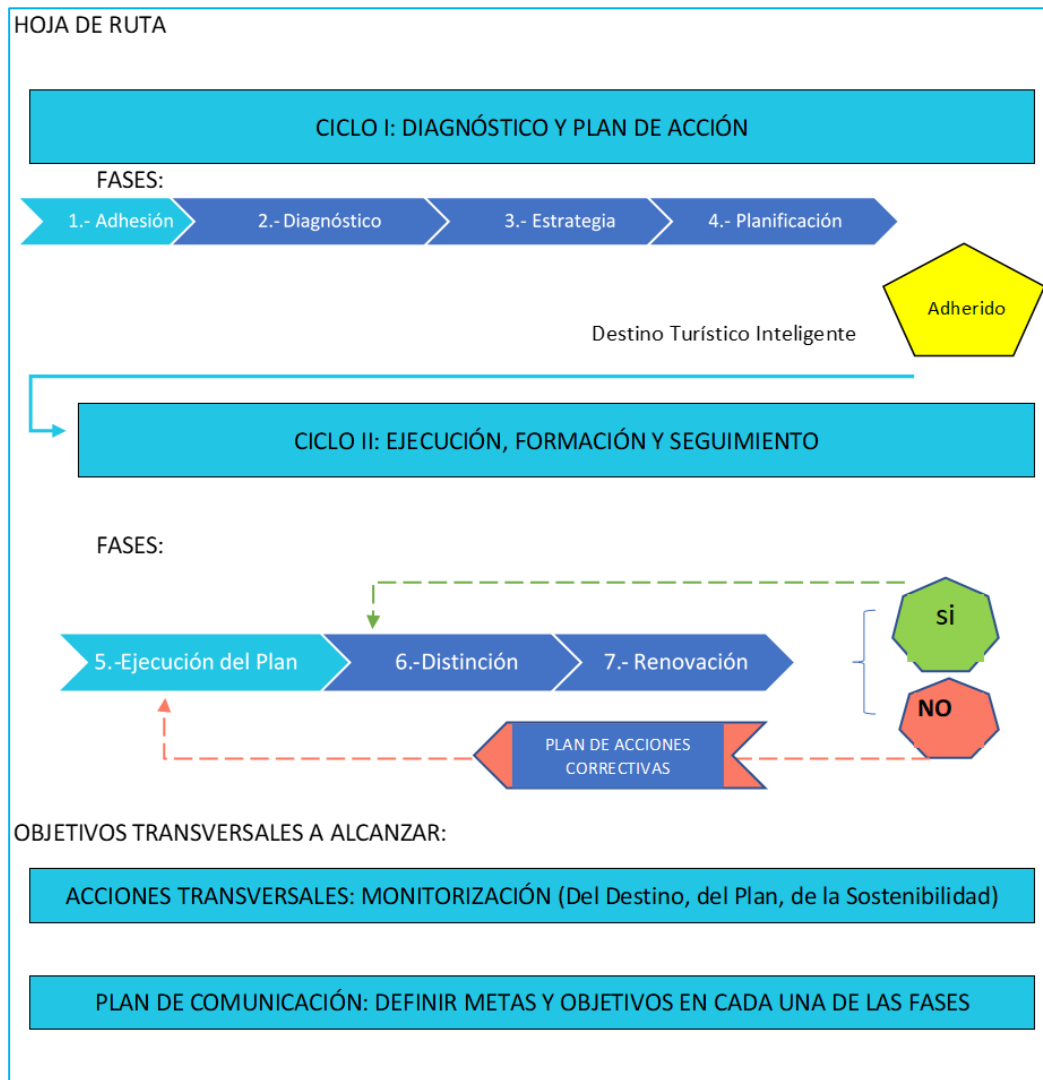 HOJA DE RUTA
CICLO I: DIAGNÓSTICO Y PLAN DE ACCIÓN
FASES:
1.- Adhesión
2.- Diagnóstico
3.- Estrategia
4.- Planificación
Adherido
Destino Turístico Inteligente
CICLO II: EJECUCIÓN, FORMACIÓN Y SEGUIMIENTO
FASES:
si
5.-Ejecución del Plan
6.-Distinción
7.- Renovación
NO
PLAN DE ACCIONES
CORRECTIVAS
OBJETIVOS TRANSVERSALES A ALCANZAR:
ACCIONES TRANSVERSALES: MONITORIZACIÓN (Del Destino, del Plan, de la Sostenibilidad)
PLAN DE COMUNICACIÓN: DEFINIR METAS Y OBJETIVOS EN CADA UNA DE LAS FASES